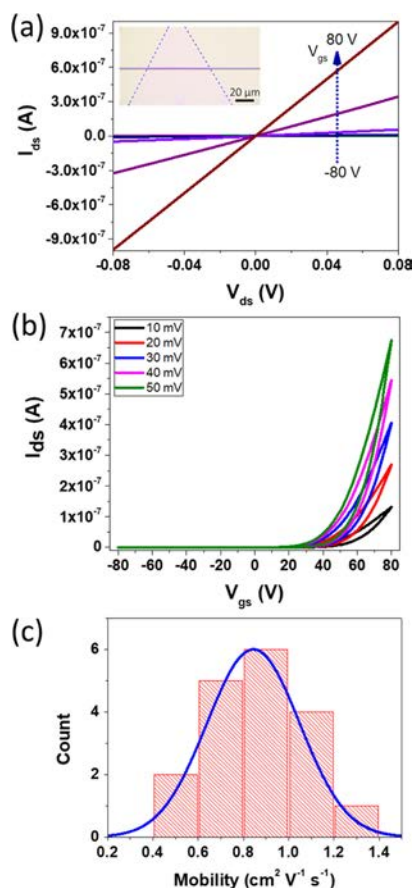 (a)
9.0x10⁻⁷
6.0x10⁻⁷
3.0x10⁻⁷
0.0
-3.0x10⁻⁷
-6.0x10⁻⁷
-9.0x10⁻⁷
I_ds (A)
20 μm
V_gs
80 V
-80 V
-0.08 -0.04 0.00 0.04 0.08
V_ds (V)
(b)
7x10⁻⁷
6x10⁻⁷
5x10⁻⁷
4x10⁻⁷
3x10⁻⁷
2x10⁻⁷
1x10⁻⁷
0
I_ds (A)
10 mV
20 mV
30 mV
40 mV
50 mV
-80 -60 -40 -20 0 20 40 60 80
V_gs (V)
(c)
6
4
2
0
Count
0.2 0.4 0.6 0.8 1.0 1.2 1.4
Mobility (cm² V⁻¹ s⁻¹)